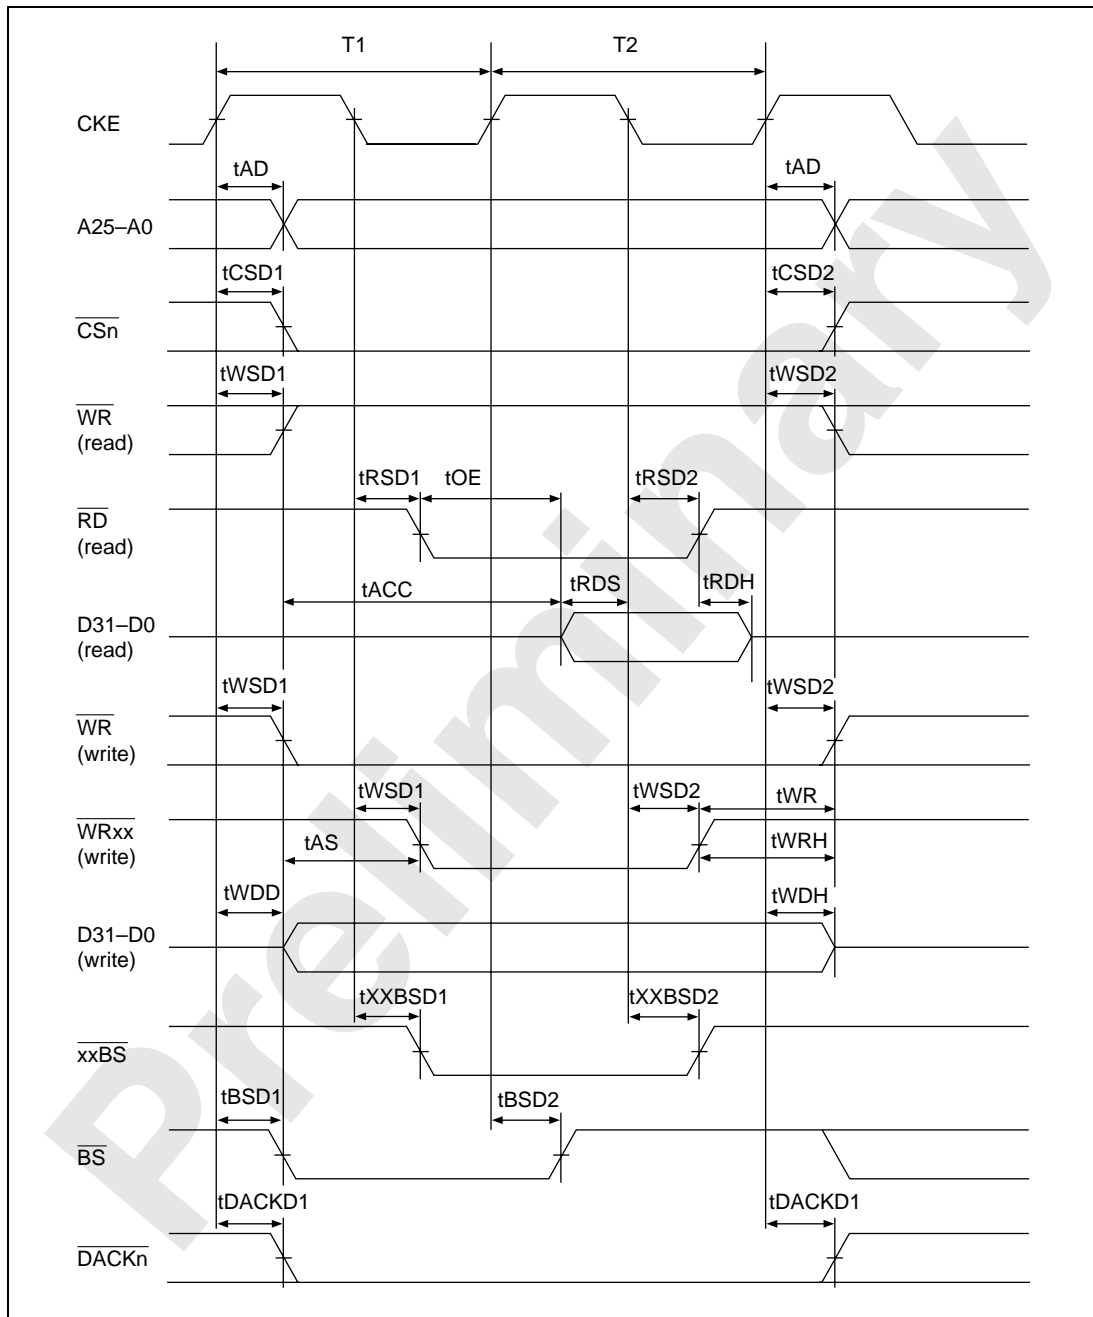 T1 T2
CKE
tAD tAD
A25–A0
tCSD1 tCSD2
CSn
tWSD1 tWSD2
WR
(read)
tRSD1 tOE tRSD2
RD
(read)
tACC tRDS tRDH
D31–D0
(read)
tWSD1 tWSD2
WR
(write)
tWSD1 tWSD2 tWR
WRxx
(write)
tAS tWRH
tWDD tWDH
D31–D0
(write)
tXXBSD1 tXXBSD2
xxBS
tBSD1 tBSD2
BS
tDACKD1 tDACKD1
DACKn
Preliminary